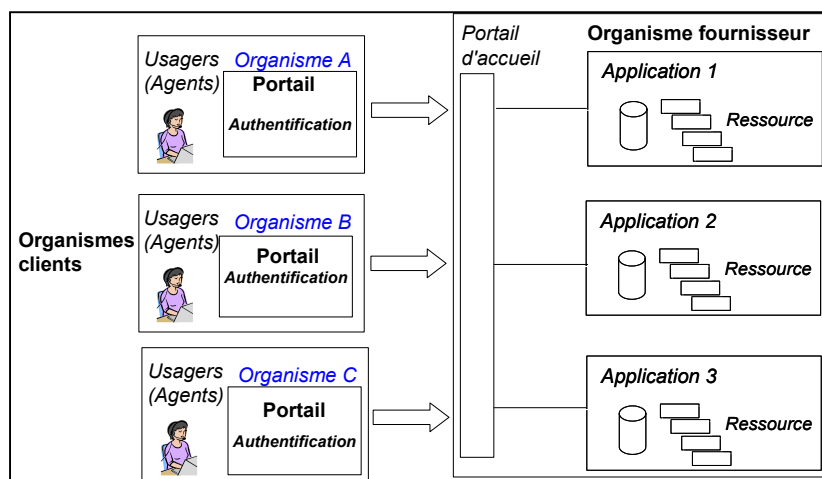 Organismes
clients
Usagers
(Agents)
Organisme A
Portail
Authentification
Usagers
(Agents)
Organisme B
Portail
Authentification
Usagers
(Agents)
Organisme C
Portail
Authentification
Portail
d'accueil
Organisme fournisseur
Application 1
Ressource
Application 2
Ressource
Application 3
Ressource